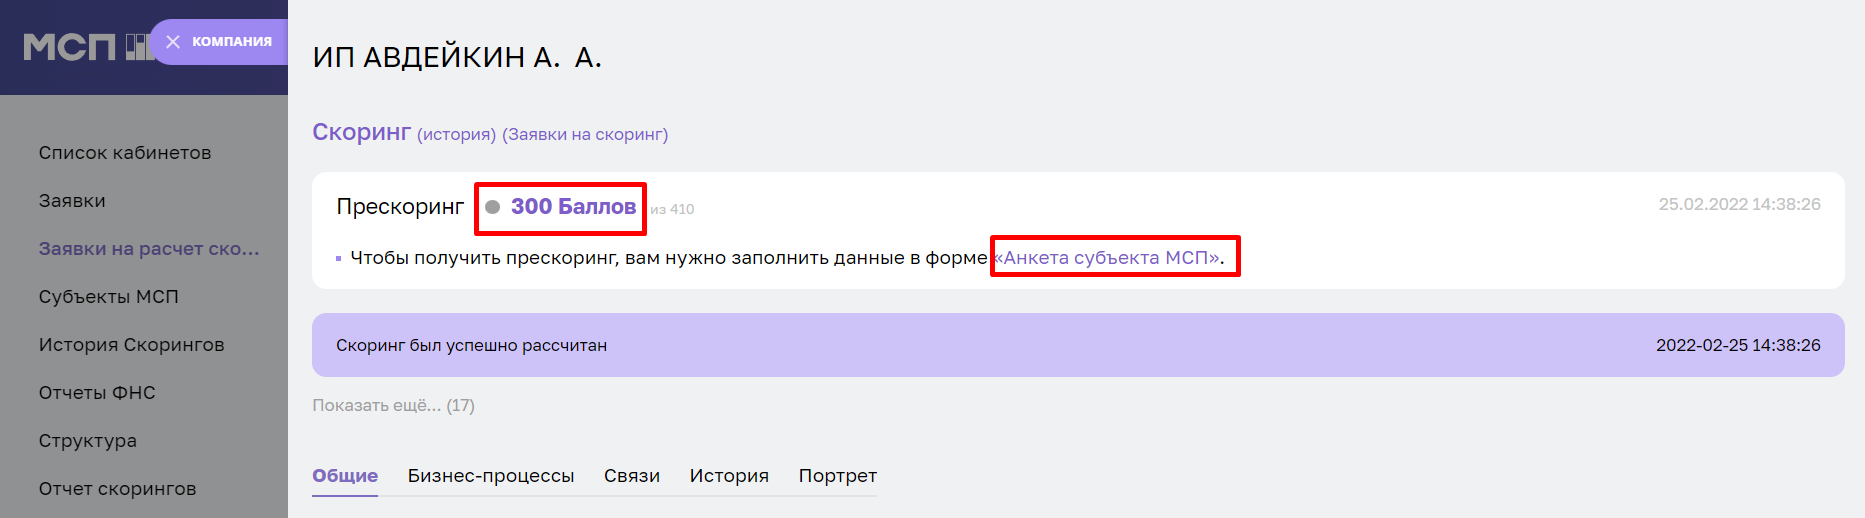 МСП
КОМПАНИЯ
Список кабинетов
Заявки
Заявки на расчет ско...
Субъекты МСП
История Скорингов
Отчеты ФНС
Структура
Отчет скорингов
ИП АВДЕЙКИН А. А.
Скоринг (история) (Заявки на скоринг)
Прескоринг 300 Баллов из 410
25.02.2022 14:38:26
Чтобы получить прескоринг, вам нужно заполнить данные в форме «Анкета субъекта МСП».
Скоринг был успешно рассчитан
2022-02-25 14:38:26
Показать ещё... (17)
Общие Бизнес-процессы Связи История Портрет